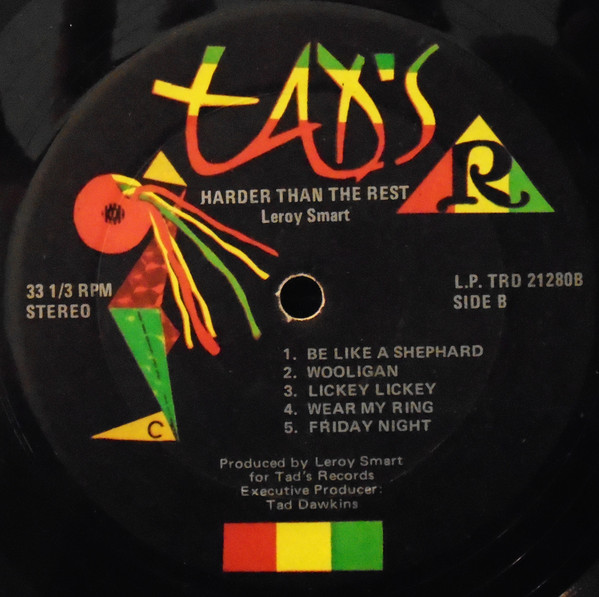 TAD'S
R
HARDER THAN THE REST
Leroy Smart
33 1/3 RPM
STEREO
L.P. TRD 21280B
SIDE B
1. BE LIKE A SHEPHARD
2. WOOLIGAN
3. LICKEY LICKEY
4. WEAR MY RING
5. FRIDAY NIGHT
C
Produced by Leroy Smart
for Tad's Records
Executive Producer:
Tad Dawkins